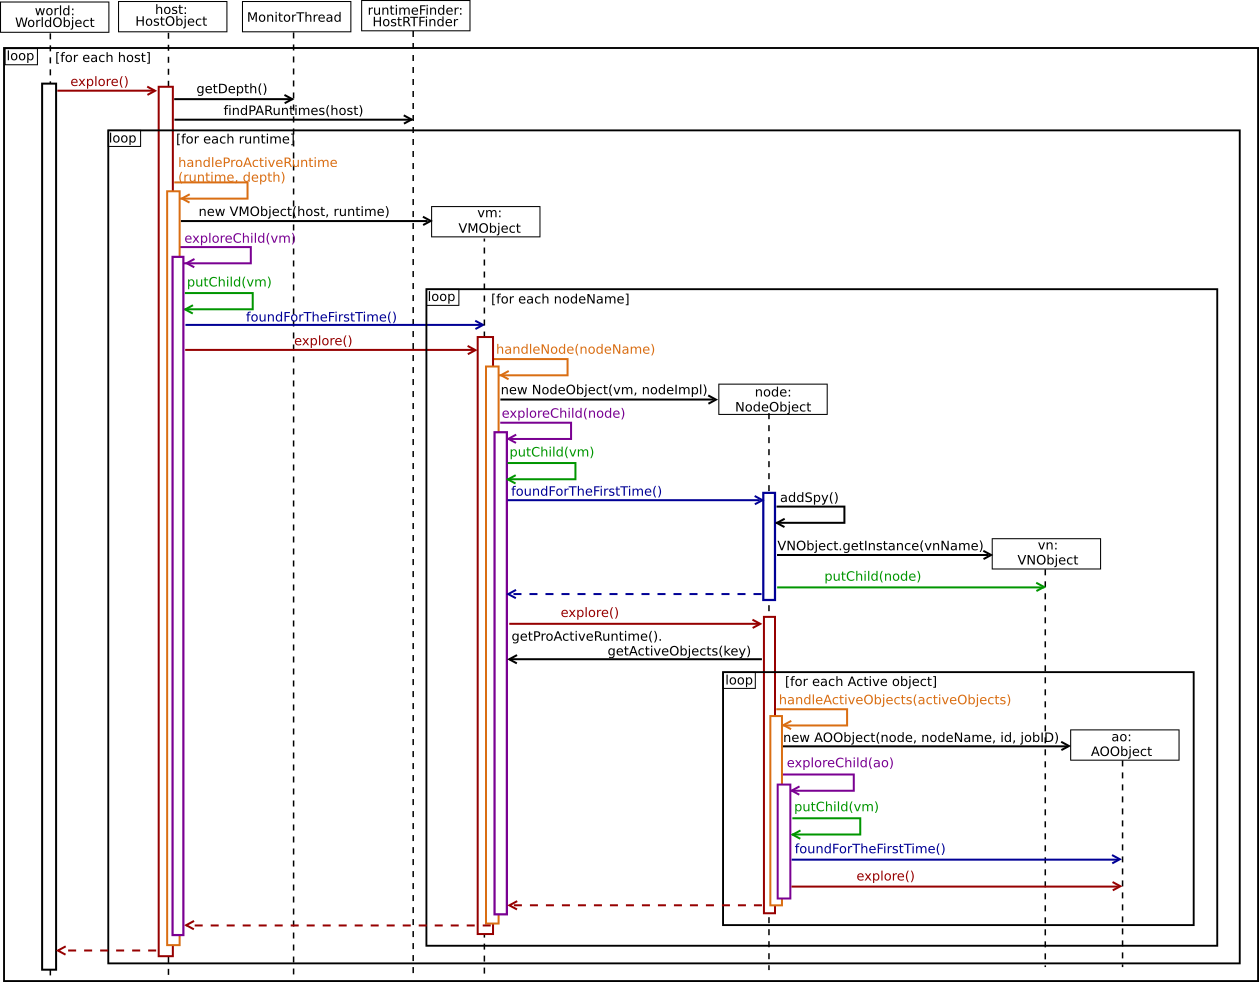 world:
WorldObject
host:
HostObject
MonitorThread
runtimeFinder:
HostRTFinder
loop
[for each host]
explore()
getDepth()
findPARuntimes(host)
loop
[for each runtime]
handleProActiveRuntime
(runtime, depth)
new VMObject(host, runtime)
vm:
VMObject
exploreChild(vm)
putChild(vm)
loop
[for each nodeName]
foundForTheFirstTime()
explore()
handleNode(nodeName)
new NodeObject(vm, nodeImpl)
node:
NodeObject
exploreChild(node)
putChild(vm)
foundForTheFirstTime()
addSpy()
VNObject.getInstance(vnName)
vn:
VNObject
putChild(node)
explore()
getProActiveRuntime().
getActiveObjects(key)
loop
[for each Active object]
handleActiveObjects(activeObjects)
new AOObject(node, nodeName, id, jobID)
ao:
AOObject
exploreChild(ao)
putChild(vm)
foundForTheFirstTime()
explore()